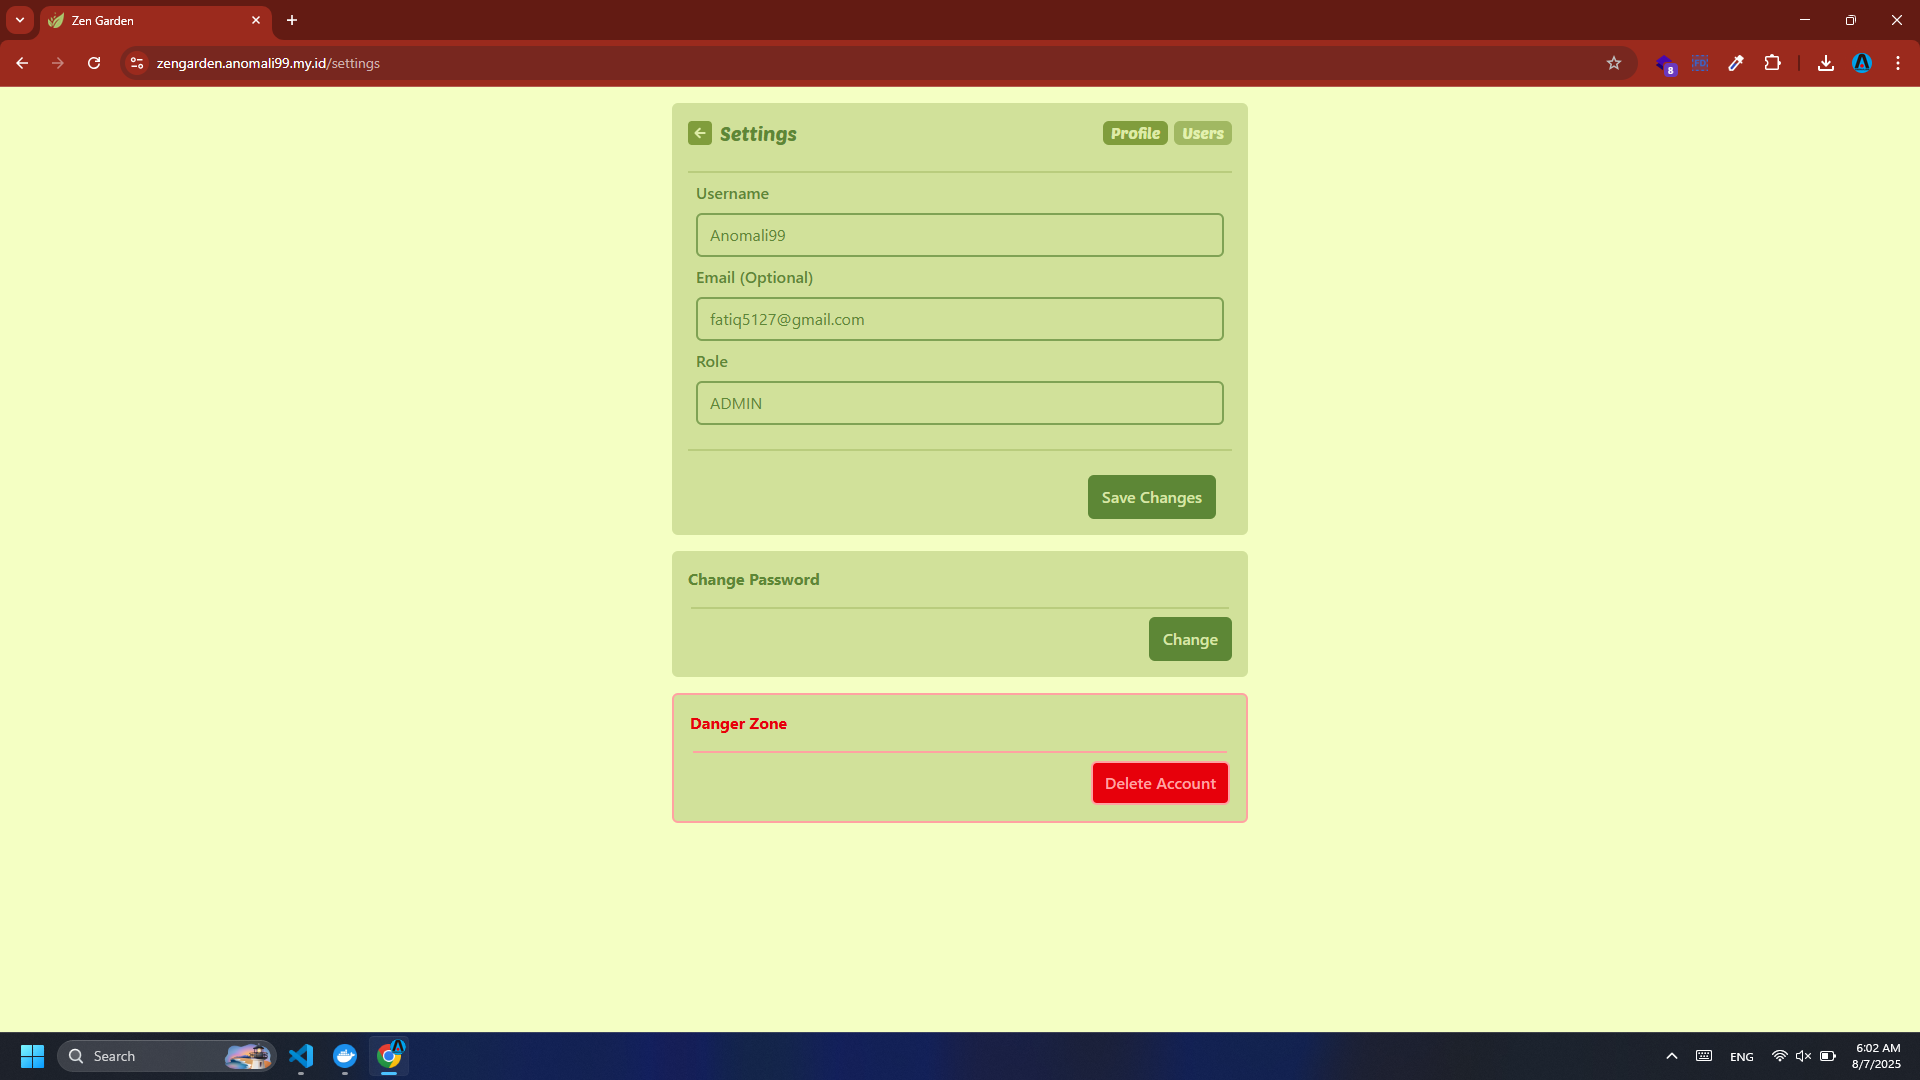 Zen Garden
zengarden.anomali99.my.id/settings
8
Settings
Profile
Users
Username
Anomali99
Email (Optional)
fatiq5127@gmail.com
Role
ADMIN
Save Changes
Change Password
Change
Danger Zone
Delete Account
Search
ENG
6:02 AM
8/7/2025